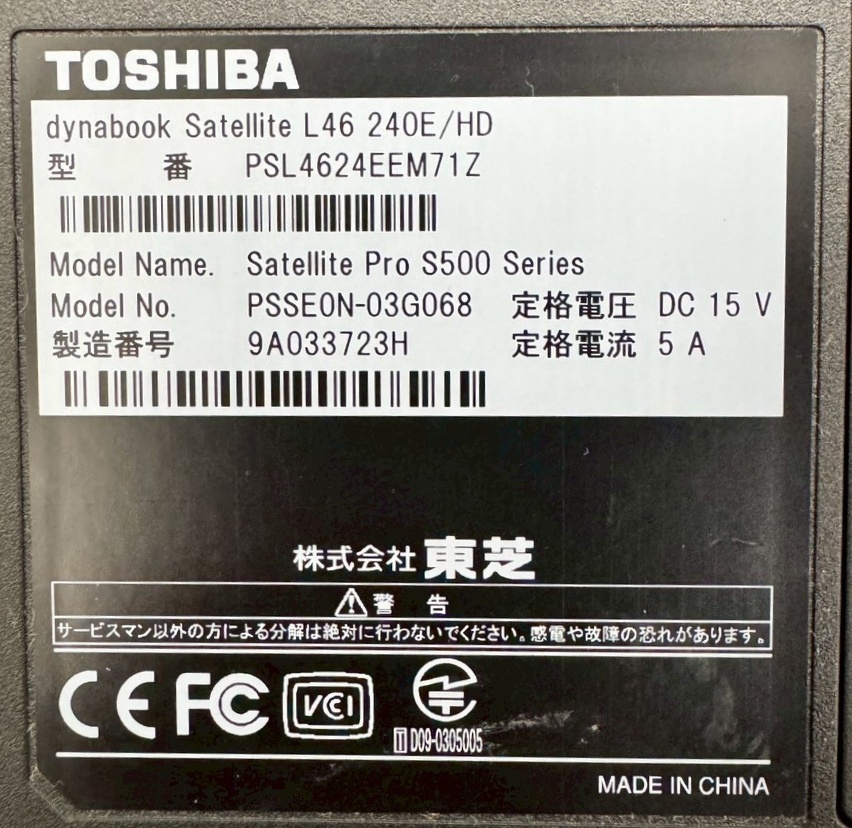 TOSHIBA
dynabook Satellite L46 240E/HD
型 番 PSL4624EEM71Z
Model Name. Satellite Pro S500 Series
Model No. PSSE0N-03G068 定格電圧 DC 15 V
製造番号 9A033723H 定格電流 5 A
株式会社 東芝
⚠警 告
サービスマン以外の方による分解は絶対に行わないでください。感電や故障の恐れがあります。
CE FC VCI
T D09-0305005
MADE IN CHINA